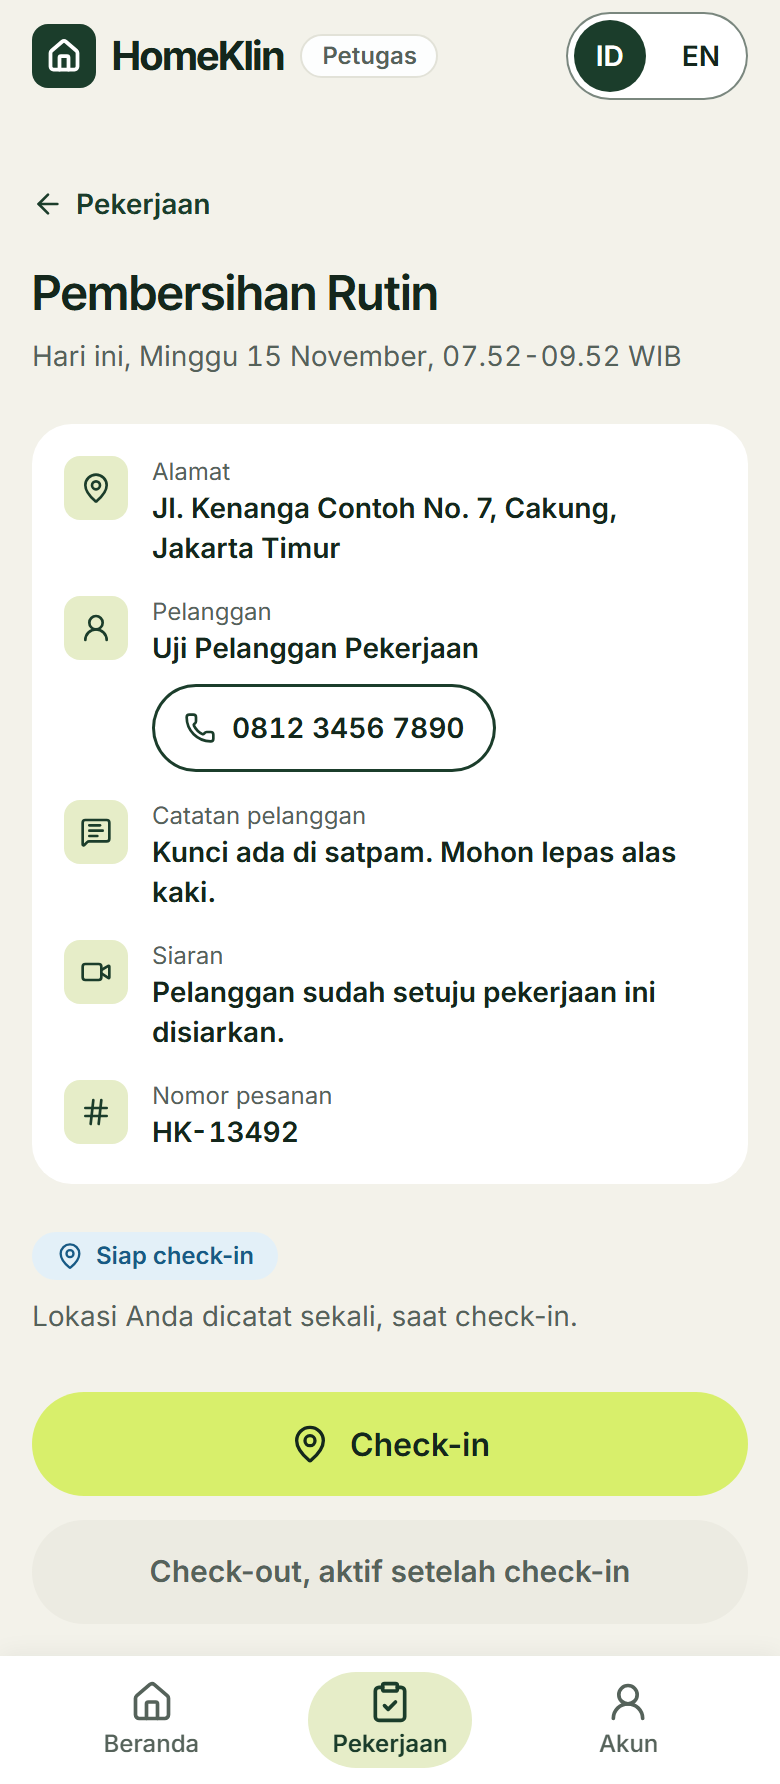 HomeKlin Petugas ID EN
Pekerjaan
Pembersihan Rutin
Hari ini, Minggu 15 November, 07.52-09.52 WIB
Alamat
Jl. Kenanga Contoh No. 7, Cakung,
Jakarta Timur
Pelanggan
Uji Pelanggan Pekerjaan
0812 3456 7890
Catatan pelanggan
Kunci ada di satpam. Mohon lepas alas
kaki.
Siaran
Pelanggan sudah setuju pekerjaan ini
disiarkan.
Nomor pesanan
HK-13492
Siap check-in
Lokasi Anda dicatat sekali, saat check-in.
Check-in
Check-out, aktif setelah check-in
Beranda Pekerjaan Akun